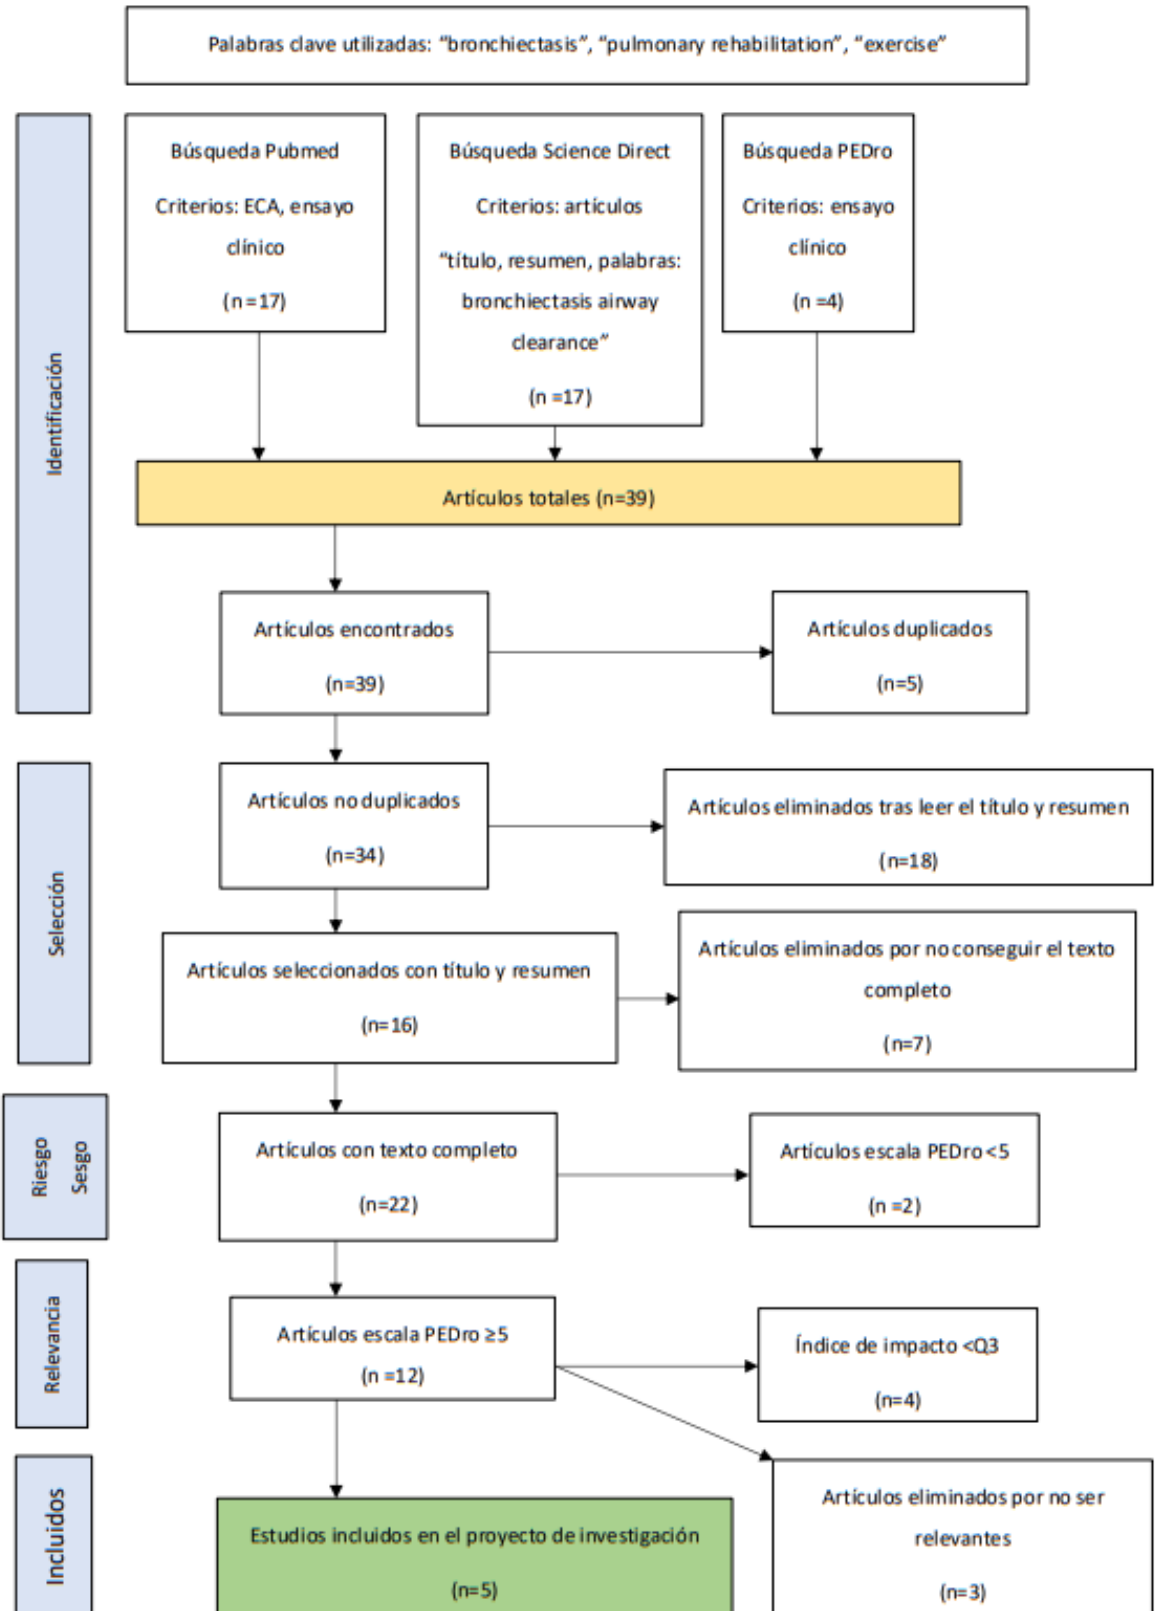 Palabras clave utilizadas: “bronchiectasis”, “pulmonary rehabilitation”, “exercise”
Identificación
Búsqueda Pubmed
Criterios: ECA, ensayo
clínico
(n =17)
Búsqueda Science Direct
Criterios: artículos
“título, resumen, palabras:
bronchiectasis airway
clearance”
(n =17)
Búsqueda PEDro
Criterios: ensayo
clínico
(n =4)
Artículos totales (n=39)
Artículos encontrados
(n=39)
Artículos duplicados
(n=5)
Selección
Artículos no duplicados
(n=34)
Artículos eliminados tras leer el título y resumen
(n=18)
Artículos seleccionados con título y resumen
(n=16)
Artículos eliminados por no conseguir el texto
completo
(n=7)
Riesgo
Sesgo
Artículos con texto completo
(n=22)
Artículos escala PEDro <5
(n =2)
Relevancia
Artículos escala PEDro ≥5
(n =12)
Índice de impacto <Q3
(n=4)
Incluidos
Estudios incluidos en el proyecto de investigación
(n=5)
Artículos eliminados por no ser
relevantes
(n=3)